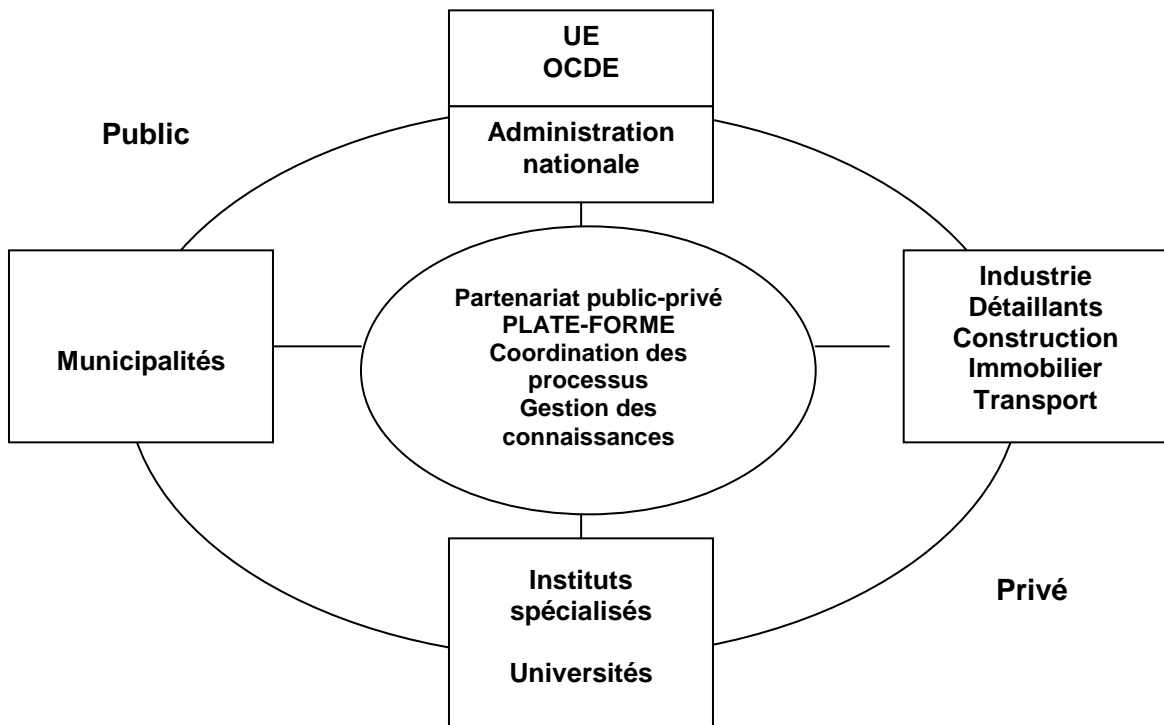 UE
OCDE
Public
Administration
nationale
Municipalités
Partenariat public-privé
PLATE-FORME
Coordination des
processus
Gestion des
connaissances
Industrie
Détaillants
Construction
Immobilier
Transport
Instituts
spécialisés
Universités
Privé